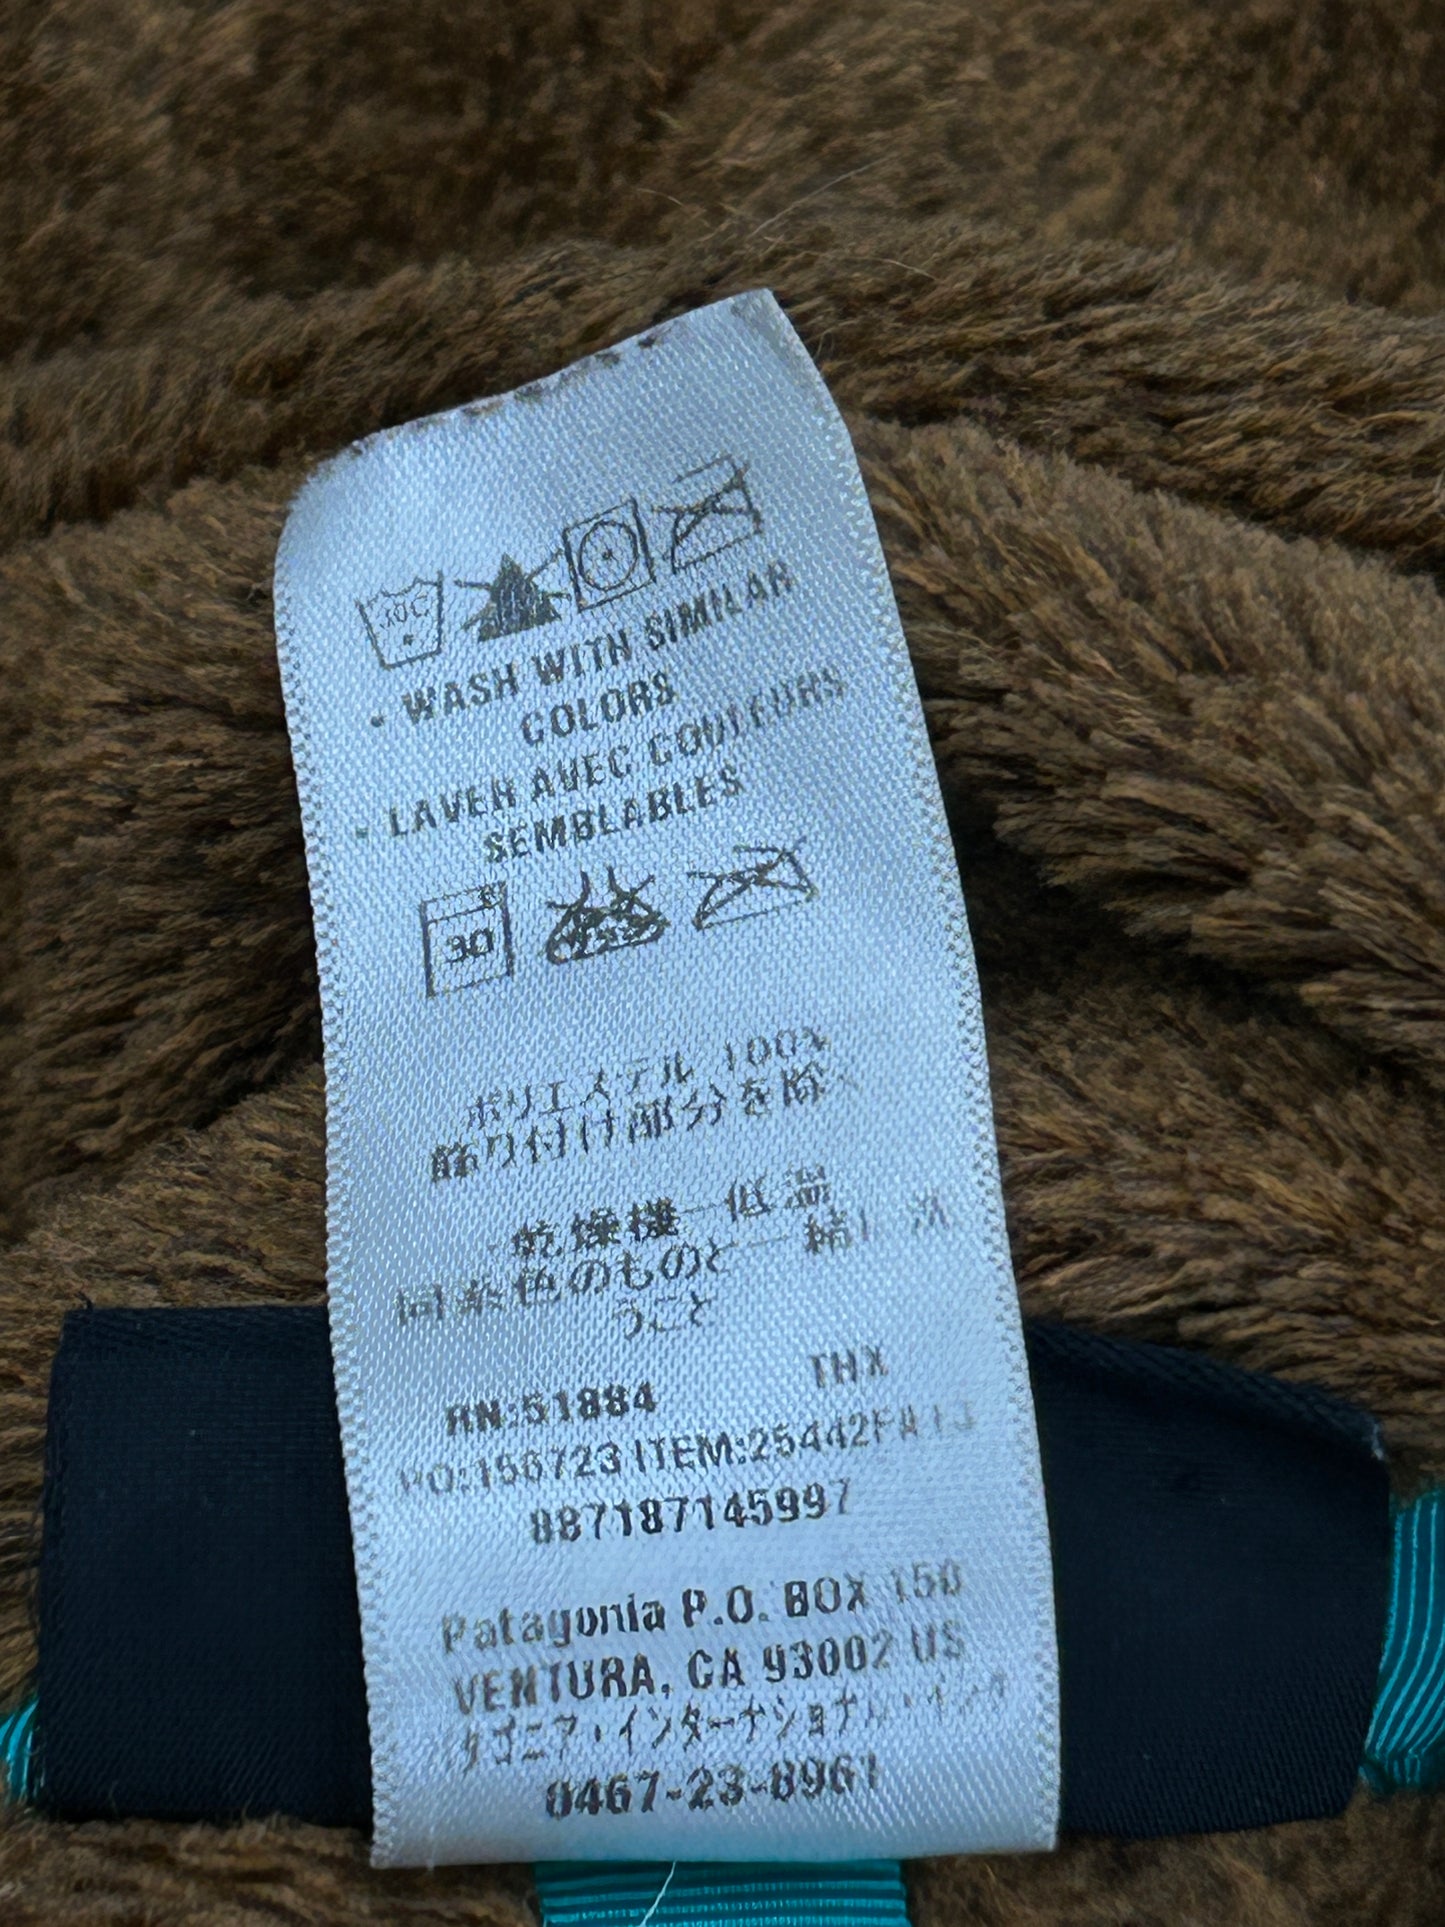 30C
• WASH WITH SIMILAR
COLORS
• LAVER AVEC COULEURS
SEMBLABLES
30
ポリエステル 100%
飾り付け部分を除く
・乾燥機－低温
同系色のものと一緒に洗
うこと
THX
RN:51884
PO:156723 ITEM:25442FA13
887187145997
Patagonia P.O. BOX 150
VENTURA, CA 93002 US
タゴニア・インターナショナル・インク
0467-23-8961